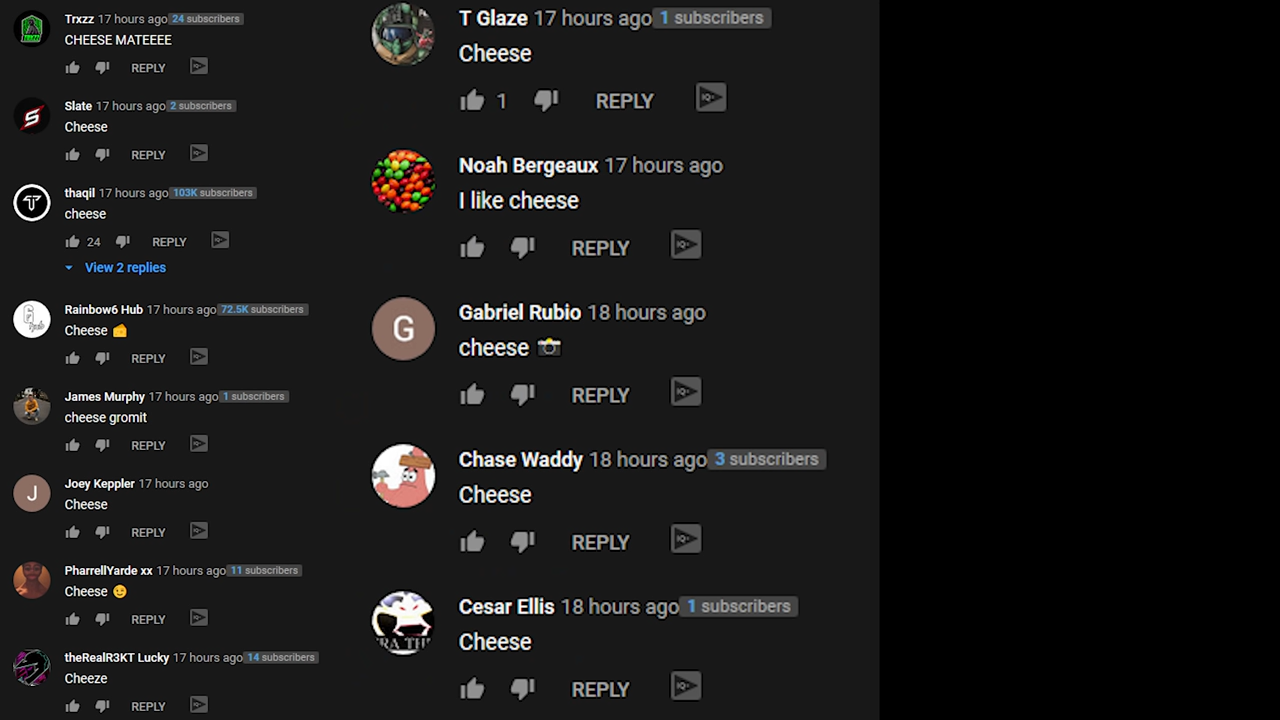 Trxzz 17 hours ago 24 subscribers
CHEESE MATEEEE
REPLY
Slate 17 hours ago 2 subscribers
Cheese
REPLY
thaqil 17 hours ago 103K subscribers
cheese
24 REPLY
View 2 replies
Rainbow6 Hub 17 hours ago 72.5K subscribers
Cheese 🧀
REPLY
James Murphy 17 hours ago 1 subscribers
cheese gromit
REPLY
J
Joey Keppler 17 hours ago
Cheese
REPLY
PharrellYarde xx 17 hours ago 11 subscribers
Cheese 😉
REPLY
theRealR3KT Lucky 17 hours ago 14 subscribers
Cheeze
REPLY
T Glaze 17 hours ago 1 subscribers
Cheese
1 REPLY
Noah Bergeaux 17 hours ago
I like cheese
REPLY
G
Gabriel Rubio 18 hours ago
cheese 📸
REPLY
Chase Waddy 18 hours ago 3 subscribers
Cheese
REPLY
Cesar Ellis 18 hours ago 1 subscribers
Cheese
REPLY